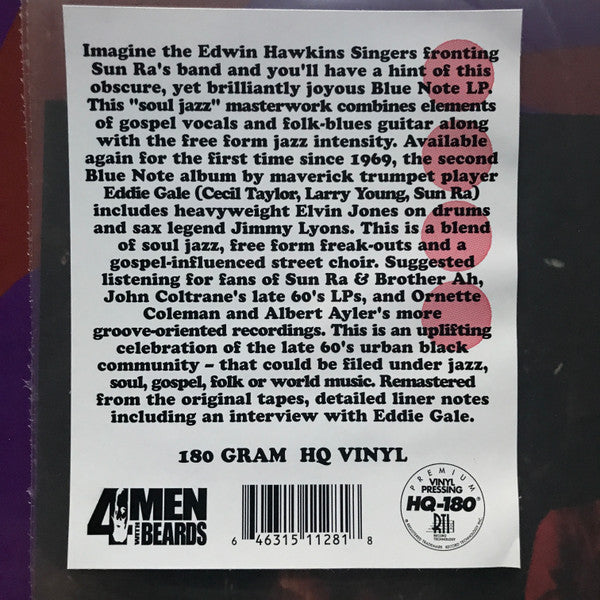 Imagine the Edwin Hawkins Singers fronting
Sun Ra's band and you'll have a hint of this
obscure, yet brilliantly joyous Blue Note LP.
This "soul jazz" masterwork combines elements
of gospel vocals and folk-blues guitar along
with the free form jazz intensity. Available
again for the first time since 1969, the second
Blue Note album by maverick trumpet player
Eddie Gale (Cecil Taylor, Larry Young, Sun Ra)
includes heavyweight Elvin Jones on drums
and sax legend Jimmy Lyons. This is a blend
of soul jazz, free form freak-outs and a
gospel-influenced street choir. Suggested
listening for fans of Sun Ra & Brother Ah,
John Coltrane's late 60's LPs, and Ornette
Coleman and Albert Ayler's more
groove-oriented recordings. This is an uplifting
celebration of the late 60's urban black
community – that could be filed under jazz,
soul, gospel, folk or world music. Remastered
from the original tapes, detailed liner notes
including an interview with Eddie Gale.
180 GRAM HQ VINYL
4 MEN
WITH
BEARDS
6 46315 11281 8
PREMIUM
VINYL
PRESSING
HQ-180®
RTI
RECORD
TECHNOLOGY
® REGISTERED TRADEMARK, RECORD TECHNOLOGY INC.